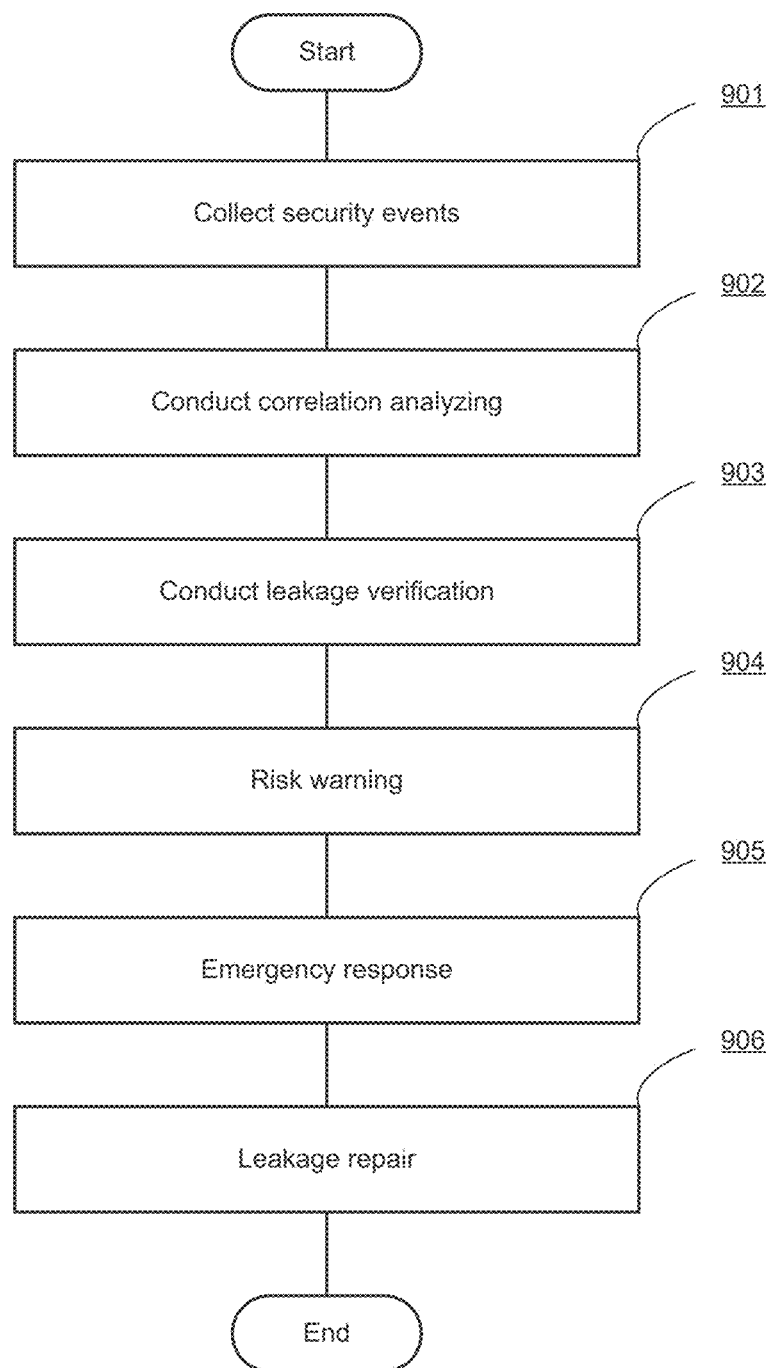 Start
901
Collect security events
902
Conduct correlation analyzing
903
Conduct leakage verification
904
Risk warning
905
Emergency response
906
Leakage repair
End